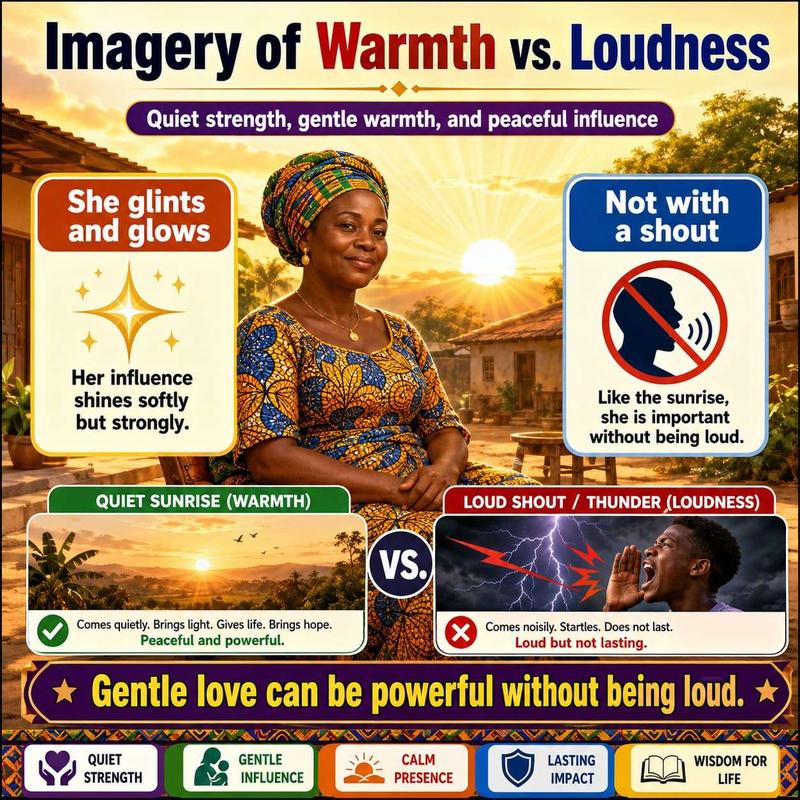 Imagery of Warmth vs. Loudness
Quiet strength, gentle warmth, and peaceful influence
She glints
and glows
Her influence
shines softly
but strongly.
Not with
a shout
Like the sunrise,
she is important
without being loud.
QUIET SUNRISE (WARMTH)
Comes quietly. Brings light. Gives life. Brings hope.
Peaceful and powerful.
VS.
LOUD SHOUT / THUNDER (LOUDNESS)
Comes noisily. Startles. Does not last.
Loud but not lasting.
Gentle love can be powerful without being loud.
QUIET
STRENGTH
GENTLE
INFLUENCE
CALM
PRESENCE
LASTING
IMPACT
WISDOM FOR
LIFE